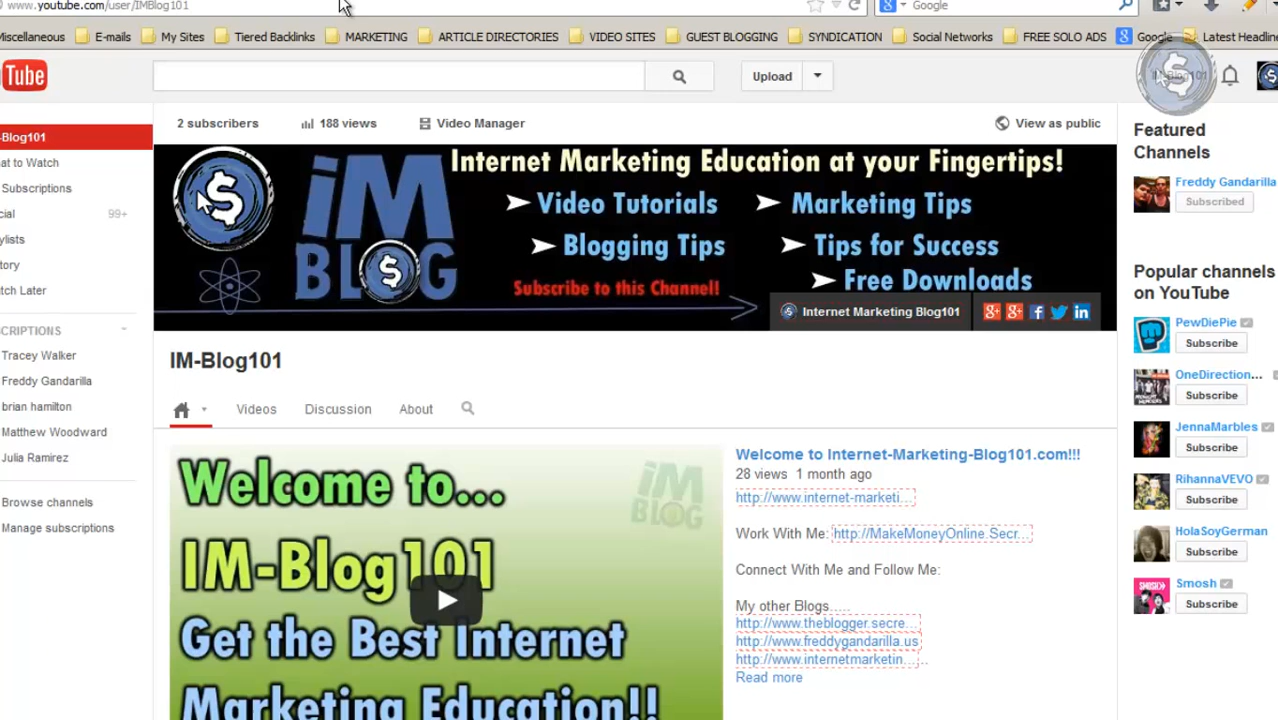 www.youtube.com/user/IMBlog101
Google
Miscellaneous E-mails My Sites Tiered Backlinks MARKETING ARTICLE DIRECTORIES VIDEO SITES GUEST BLOGGING SYNDICATION Social Networks FREE SOLO ADS Google Latest Headline
Tube
Upload
2 subscribers 188 views Video Manager View as public
-Blog101
at to Watch
Subscriptions
cial 99+
ylists
tory
tch Later
CRIPTIONS
Tracey Walker
Freddy Gandarilla
brian hamilton
Matthew Woodward
Julia Ramirez
Browse channels
Manage subscriptions
$
iM
BLOG
$
Internet Marketing Education at your Fingertips!
Video Tutorials
Marketing Tips
Blogging Tips
Tips for Success
Subscribe to this Channel!
Free Downloads
Internet Marketing Blog101
IM-Blog101
Videos Discussion About
Welcome to...
IM-Blog101
Get the Best Internet
Marketing Education!!
iM
BLOG
Welcome to Internet-Marketing-Blog101.com!!!
28 views 1 month ago
http://www.internet-marketi...
Work With Me: http://MakeMoneyOnline.Secr...
Connect With Me and Follow Me:
My other Blogs.....
http://www.theblogger.secre...
http://www.freddygandarilla.us
http://www.internetmarketin...
Read more
Featured
Channels
Freddy Gandarilla
Subscribed
Popular channels
on YouTube
PewDiePie
Subscribe
OneDirection...
Subscribe
JennaMarbles
Subscribe
RihannaVEVO
Subscribe
HolaSoyGerman
Subscribe
Smosh
Subscribe